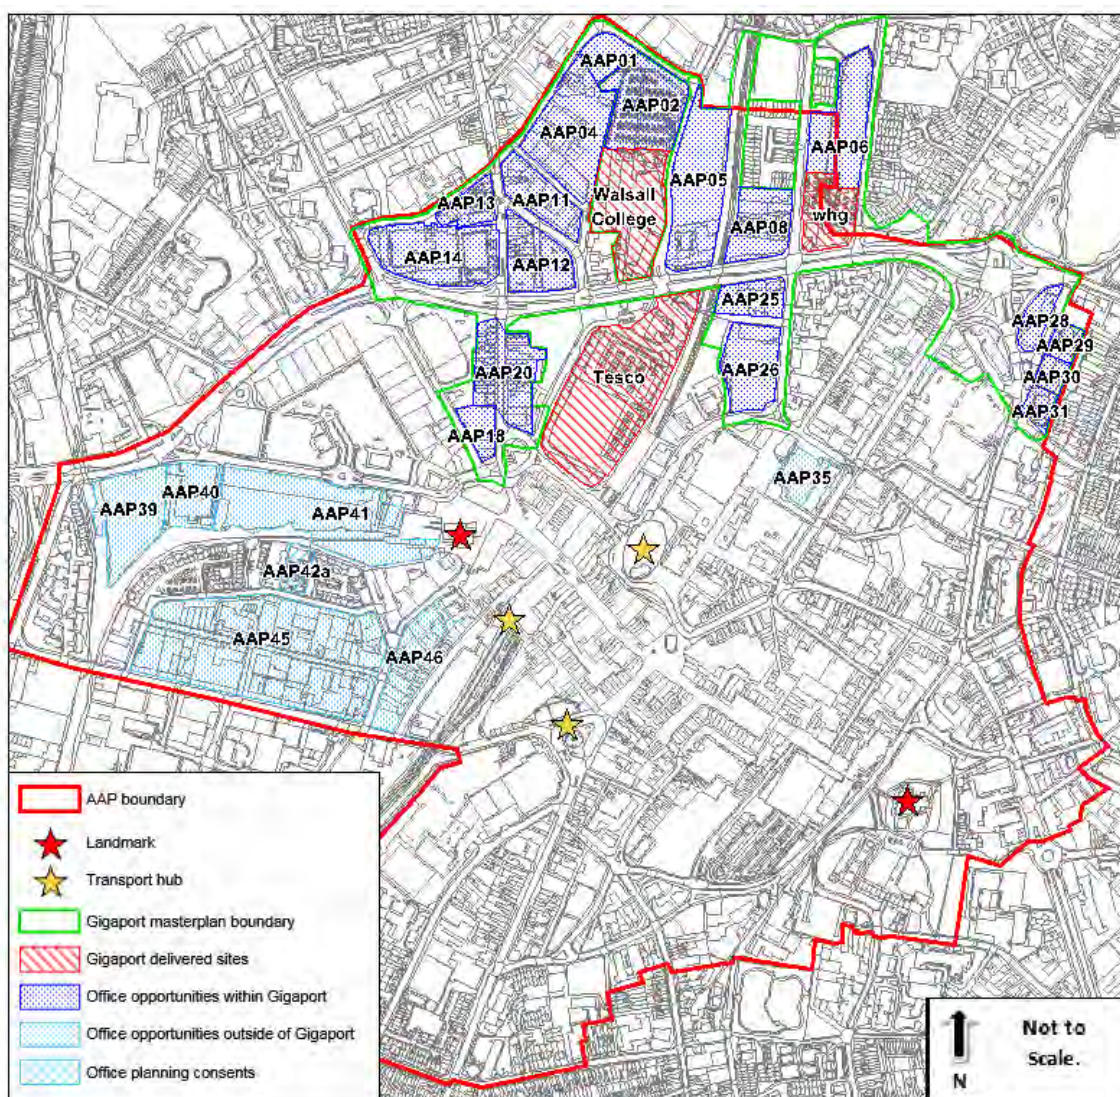 AAP01
AAP02
AAP04
AAP05
AAP06
AAP13
AAP11
Walsall
College
whg
AAP08
AAP14
AAP12
AAP25
AAP28
AAP29
AAP20
Tesco
AAP26
AAP30
AAP31
AAP18
AAP35
AAP40
AAP39
AAP41
AAP42a
AAP45
AAP46
AAP boundary
Landmark
Transport hub
Gigaport masterplan boundary
Gigaport delivered sites
Office opportunities within Gigaport
Office opportunities outside of Gigaport
Office planning consents
Not to
Scale.
N